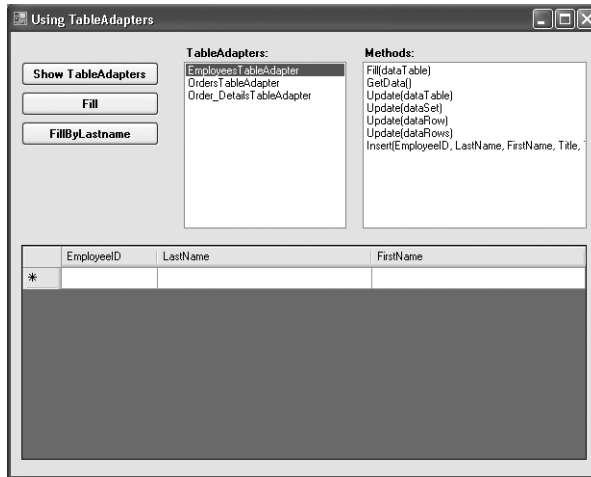 Using TableAdapters
Show TableAdapters
Fill
FillByLastname
TableAdapters:
EmployeesTableAdapter
OrdersTableAdapter
Order_DetailsTableAdapter
Methods:
Fill(dataTable)
GetData()
Update(dataTable)
Update(dataSet)
Update(dataRow)
Update(dataRows)
Insert(EmployeeID, LastName, FirstName, Title,
EmployeeID LastName FirstName
*